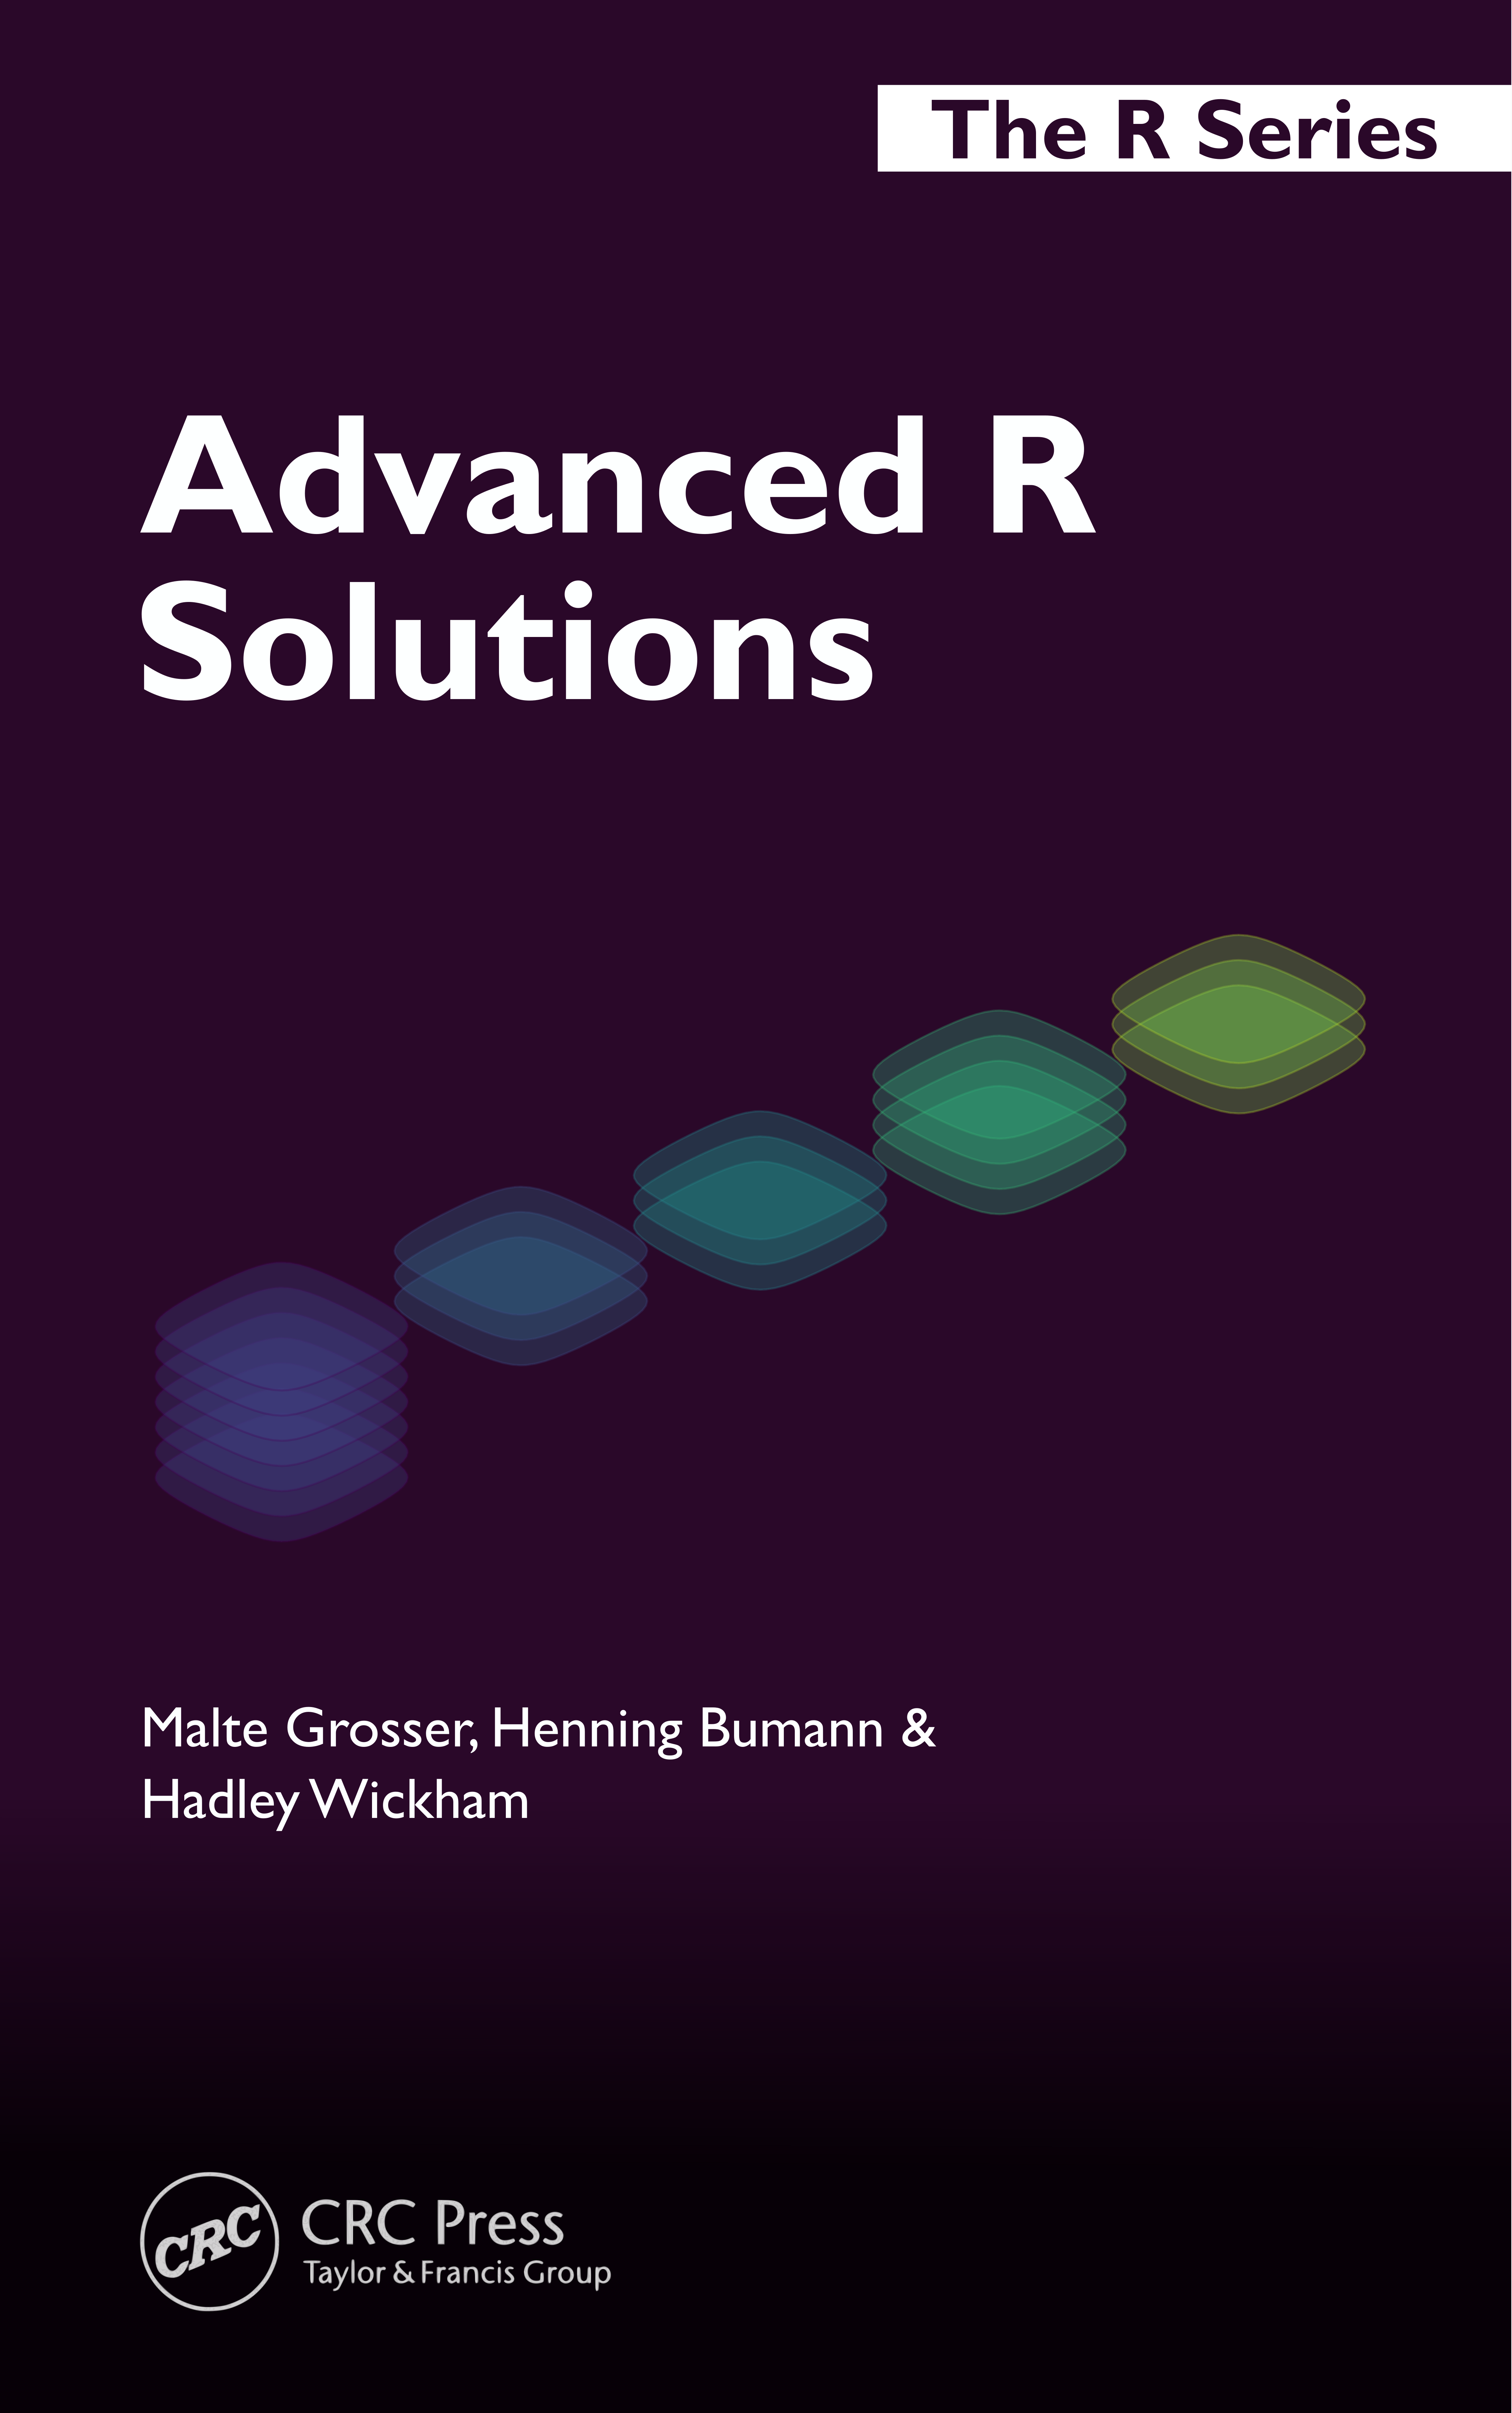 The R Series
Advanced R
Solutions
Malte Grosser, Henning Bumann &
Hadley Wickham
CRC
CRC Press
Taylor & Francis Group